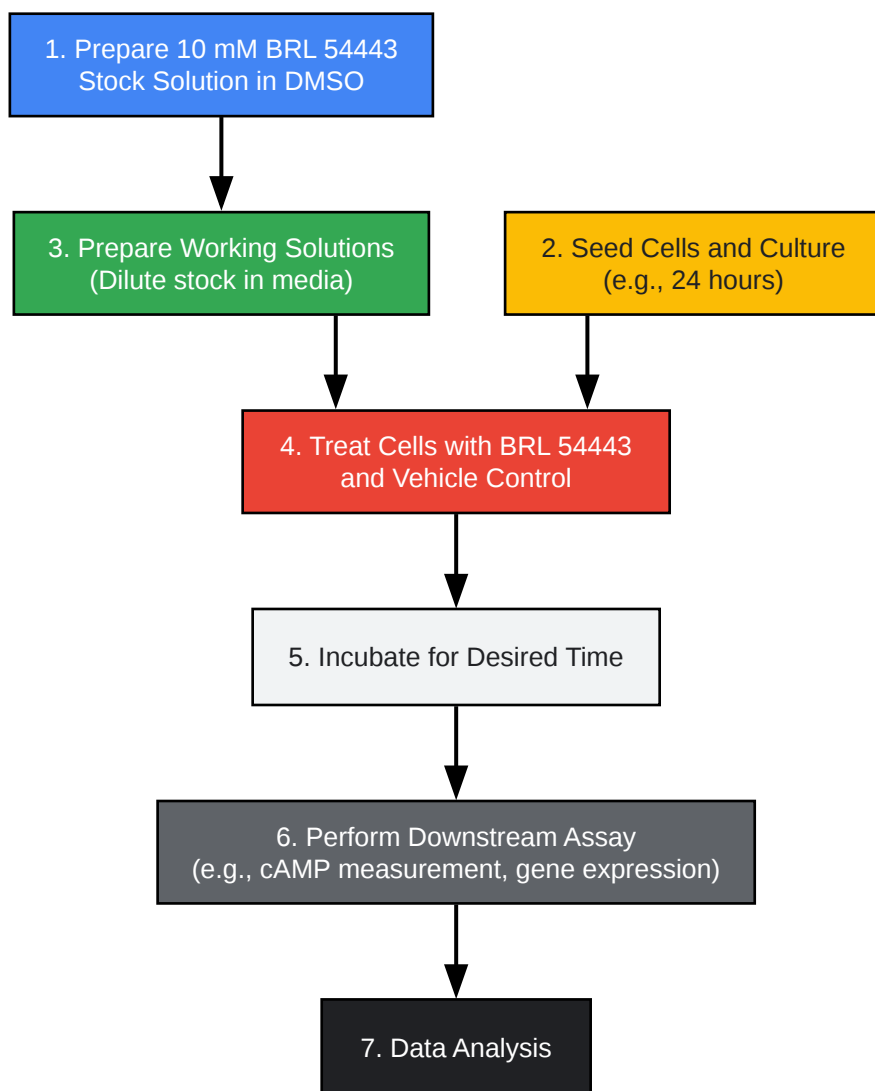 1. Prepare 10 mM BRL 54443
Stock Solution in DMSO
3. Prepare Working Solutions
(Dilute stock in media)
2. Seed Cells and Culture
(e.g., 24 hours)
4. Treat Cells with BRL 54443
and Vehicle Control
5. Incubate for Desired Time
6. Perform Downstream Assay
(e.g., cAMP measurement, gene expression)
7. Data Analysis